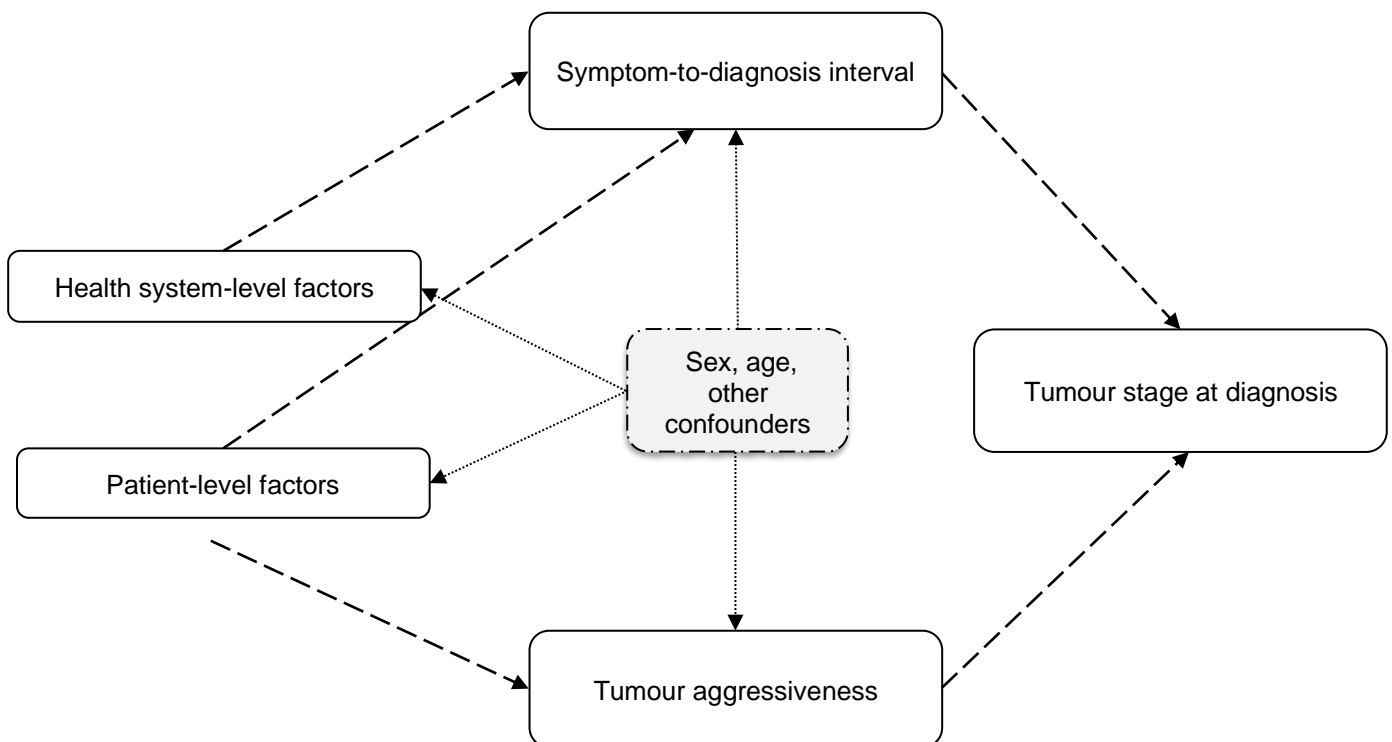 Symptom-to-diagnosis interval
Health system-level factors
Sex, age,
other
confounders
Tumour stage at diagnosis
Patient-level factors
Tumour aggressiveness